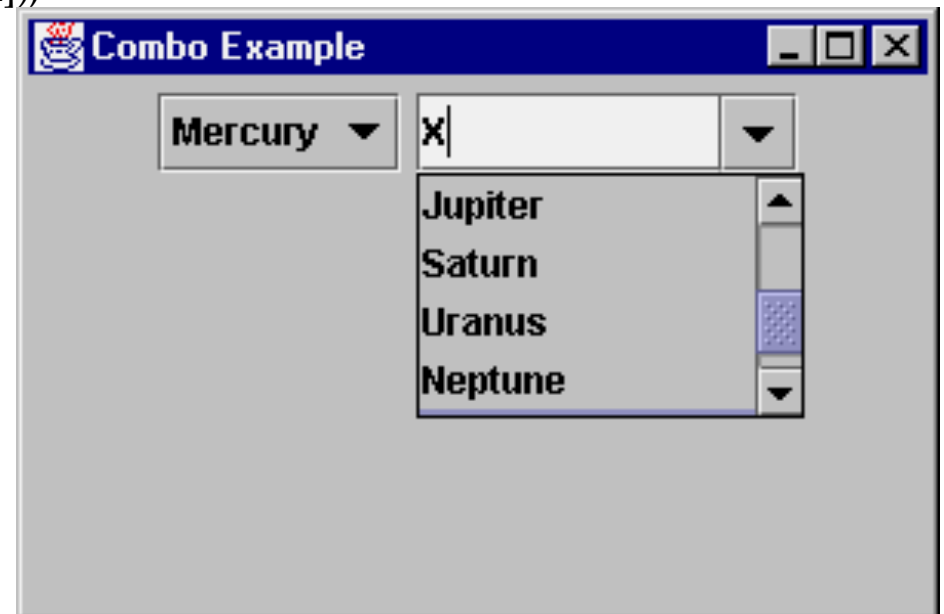 Combo Example
Mercury X
Jupiter
Saturn
Uranus
Neptune